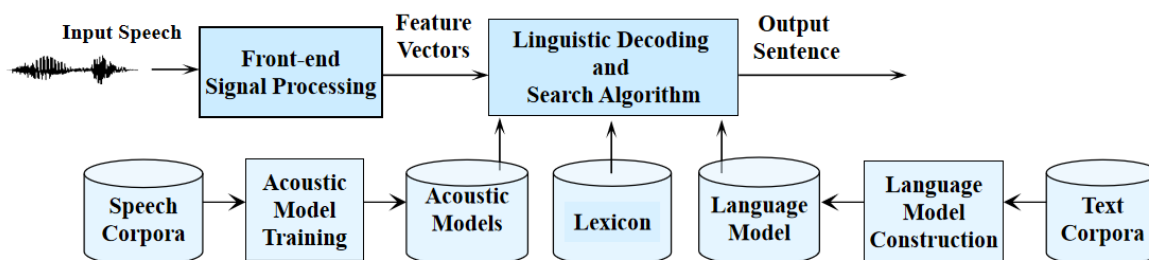 Input Speech
Front-end
Signal Processing
Feature
Vectors
Linguistic Decoding
and
Search Algorithm
Output
Sentence
Speech
Corpora
Acoustic
Model
Training
Acoustic
Models
Lexicon
Language
Model
Language
Model
Construction
Text
Corpora